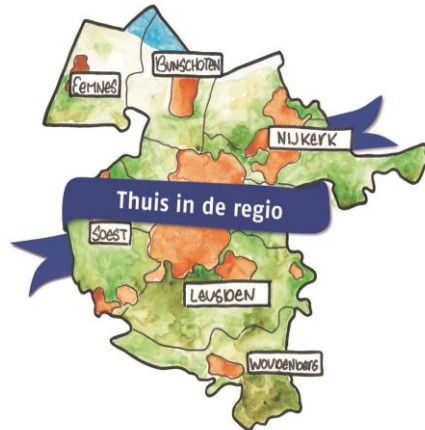 EEMNES
BUNSCHOTEN
NIJKERK
Thuis in de regio
SOEST
LEUSDEN
WOUDENBERG